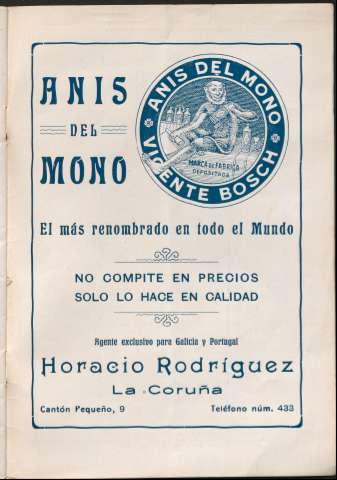 ANIS
DEL
MONO
ANIS DEL MONO
VICENTE BOSCH
MARCA DE FABRICA
DEPOSITADA
El más renombrado en todo el Mundo
NO COMPITE EN PRECIOS
SOLO LO HACE EN CALIDAD
Agente exclusivo para Galicia y Portugal
Horacio Rodríguez
La Coruña
Cantón Pequeño, 9 Teléfono núm. 433